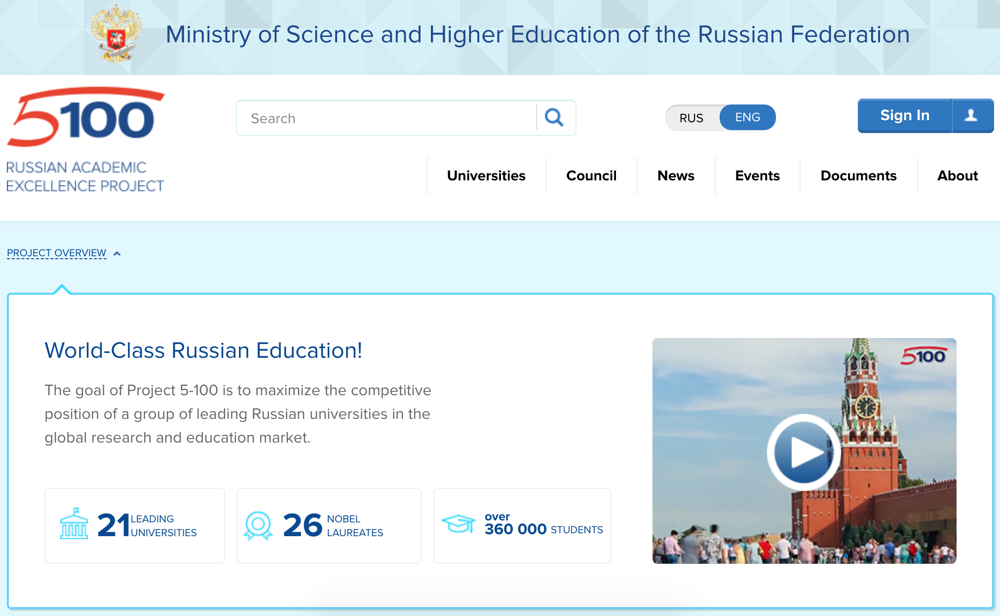 Ministry of Science and Higher Education of the Russian Federation
5100
RUSSIAN ACADEMIC
EXCELLENCE PROJECT
Search
RUS ENG
Sign In
Universities Council News Events Documents About
PROJECT OVERVIEW
World-Class Russian Education!
The goal of Project 5-100 is to maximize the competitive
position of a group of leading Russian universities in the
global research and education market.
21 LEADING
UNIVERSITIES
26 NOBEL
LAUREATES
over
360 000 STUDENTS
5100